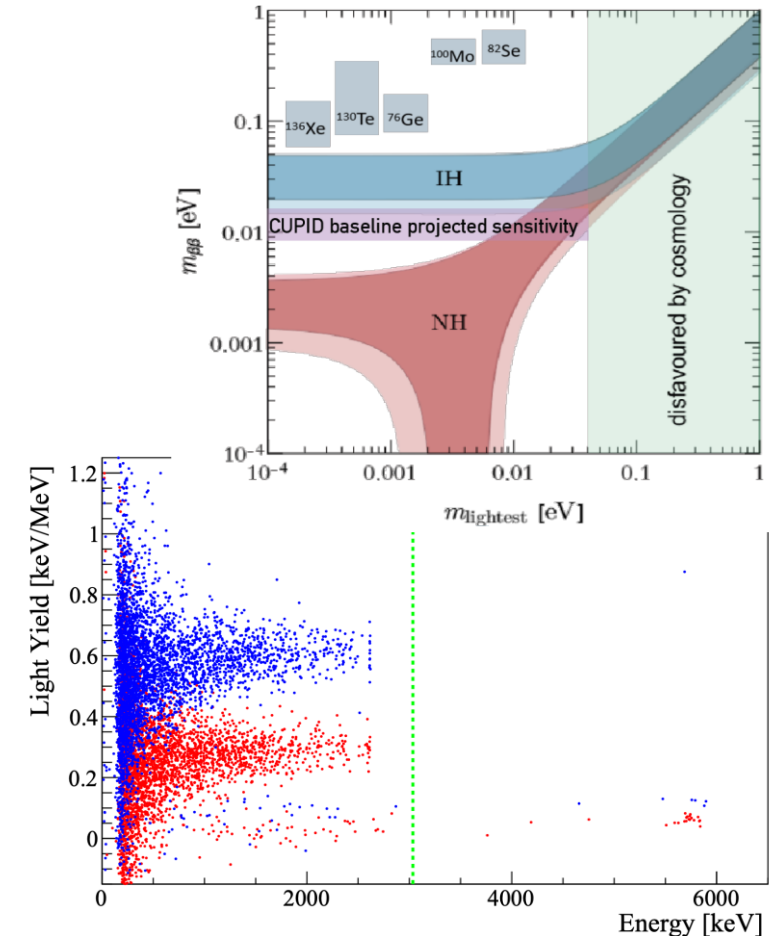 1
0.1
0.01
0.001
10⁻⁴
m_ββ [eV]
¹³⁶Xe
¹³⁰Te
⁷⁶Ge
¹⁰⁰Mo
⁸²Se
IH
CUPID baseline projected sensitivity
NH
disfavoured by cosmology
10⁻⁴ 0.001 0.01 0.1 1
m_lightest [eV]
Light Yield [keV/MeV]
1.2
1
0.8
0.6
0.4
0.2
0
0 2000 4000 6000
Energy [keV]